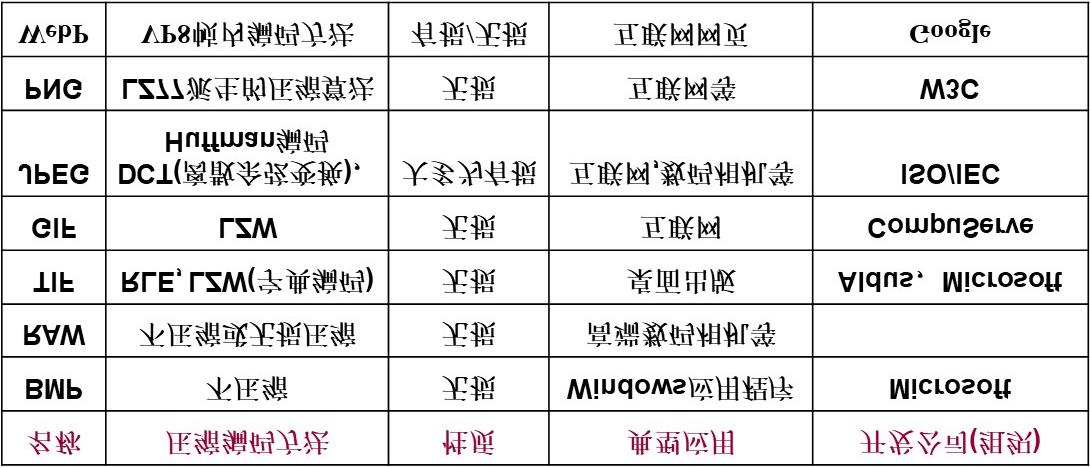 名称 压缩编码方法 性质 典型应用 开发公司(组织)
BMP 不压缩 无损 Windows应用程序 Microsoft
RAW 不压缩或无损压缩 无损 高端数码相机等
TIF RLE, LZW(字典编码) 无损 桌面出版 Aldus, Microsoft
GIF LZW 无损 互联网 CompuServe
JPEG DCT(离散余弦变换), 大多为有损 互联网,数码相机等 ISO/IEC
Huffman编码
PNG LZ77派生的压缩算法 无损 互联网等 W3C
WebP VP8帧内编码方法 有损/无损 互联网网页 Google